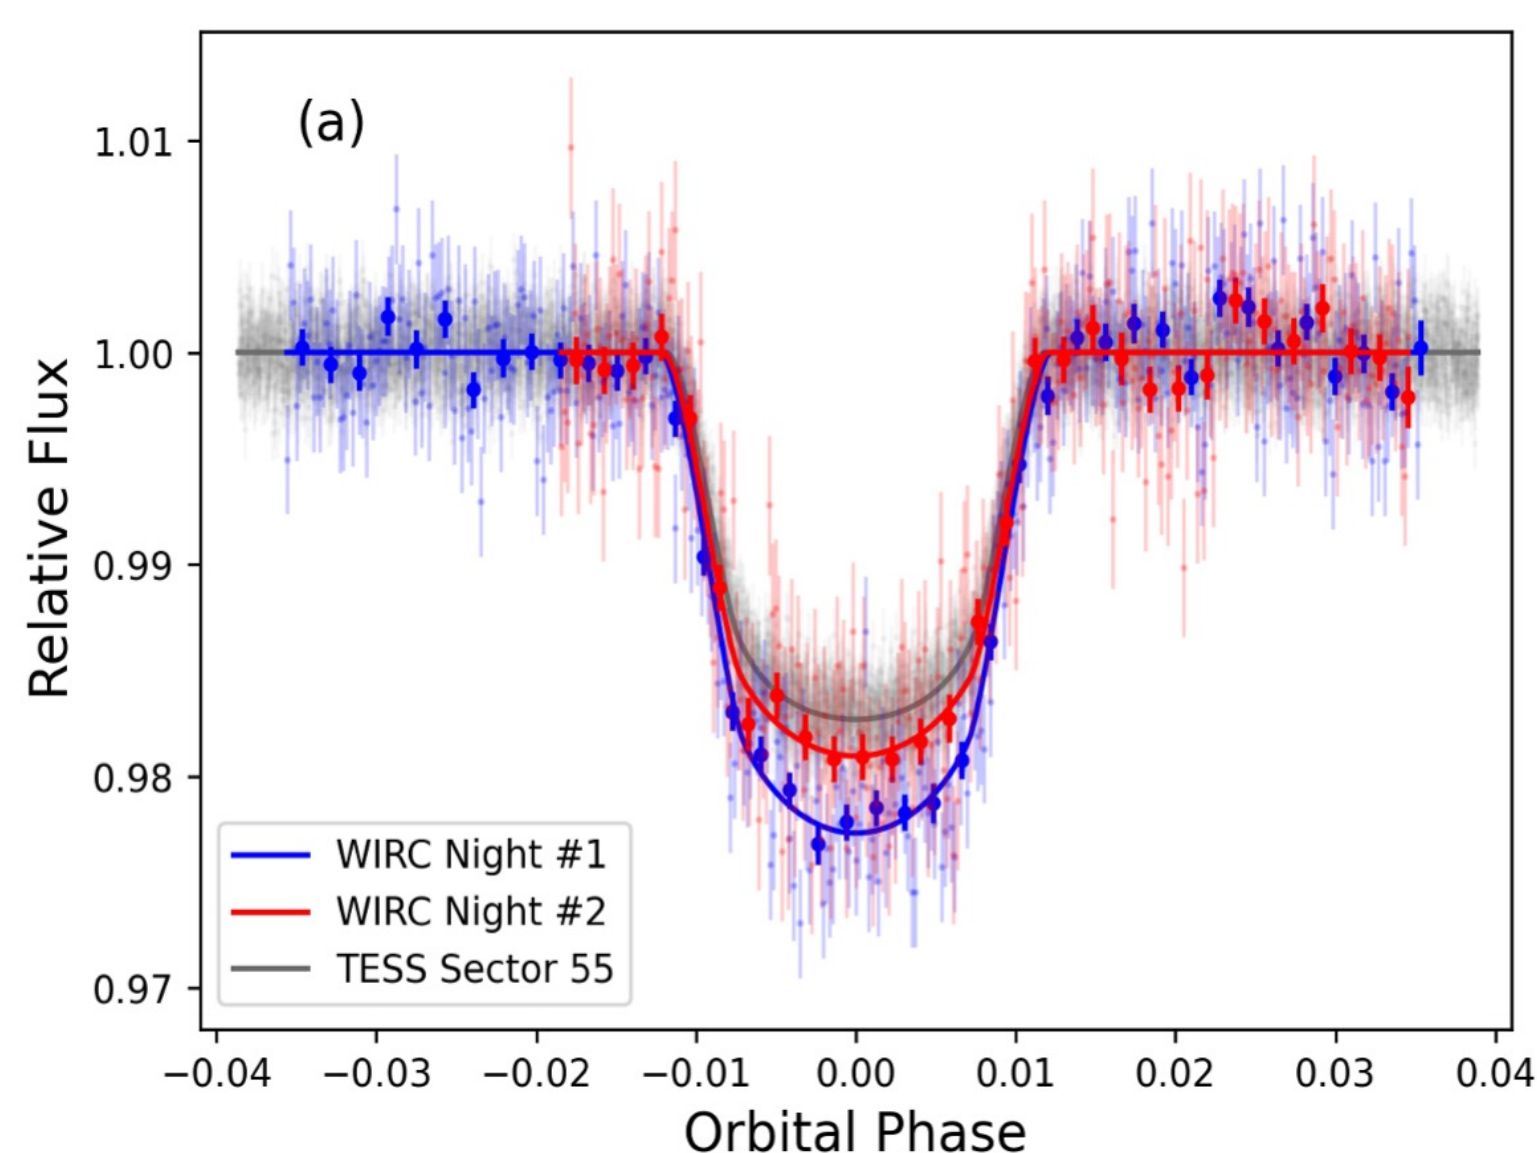 (a)
1.01
1.00
0.99
0.98
0.97
Relative Flux
WIRC Night #1
WIRC Night #2
TESS Sector 55
−0.04 −0.03 −0.02 −0.01 0.00 0.01 0.02 0.03 0.04
Orbital Phase